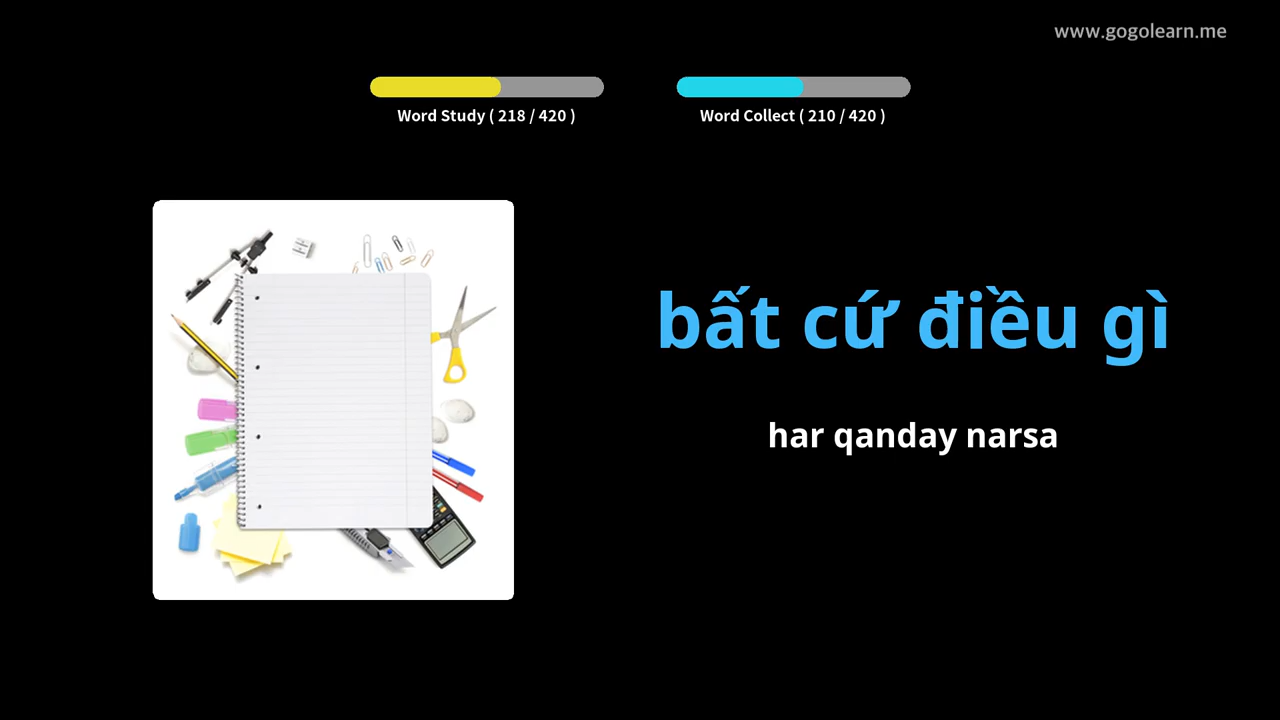 www.gogolearn.me
Word Study ( 218 / 420 )
Word Collect ( 210 / 420 )
bất cứ điều gì
har qanday narsa